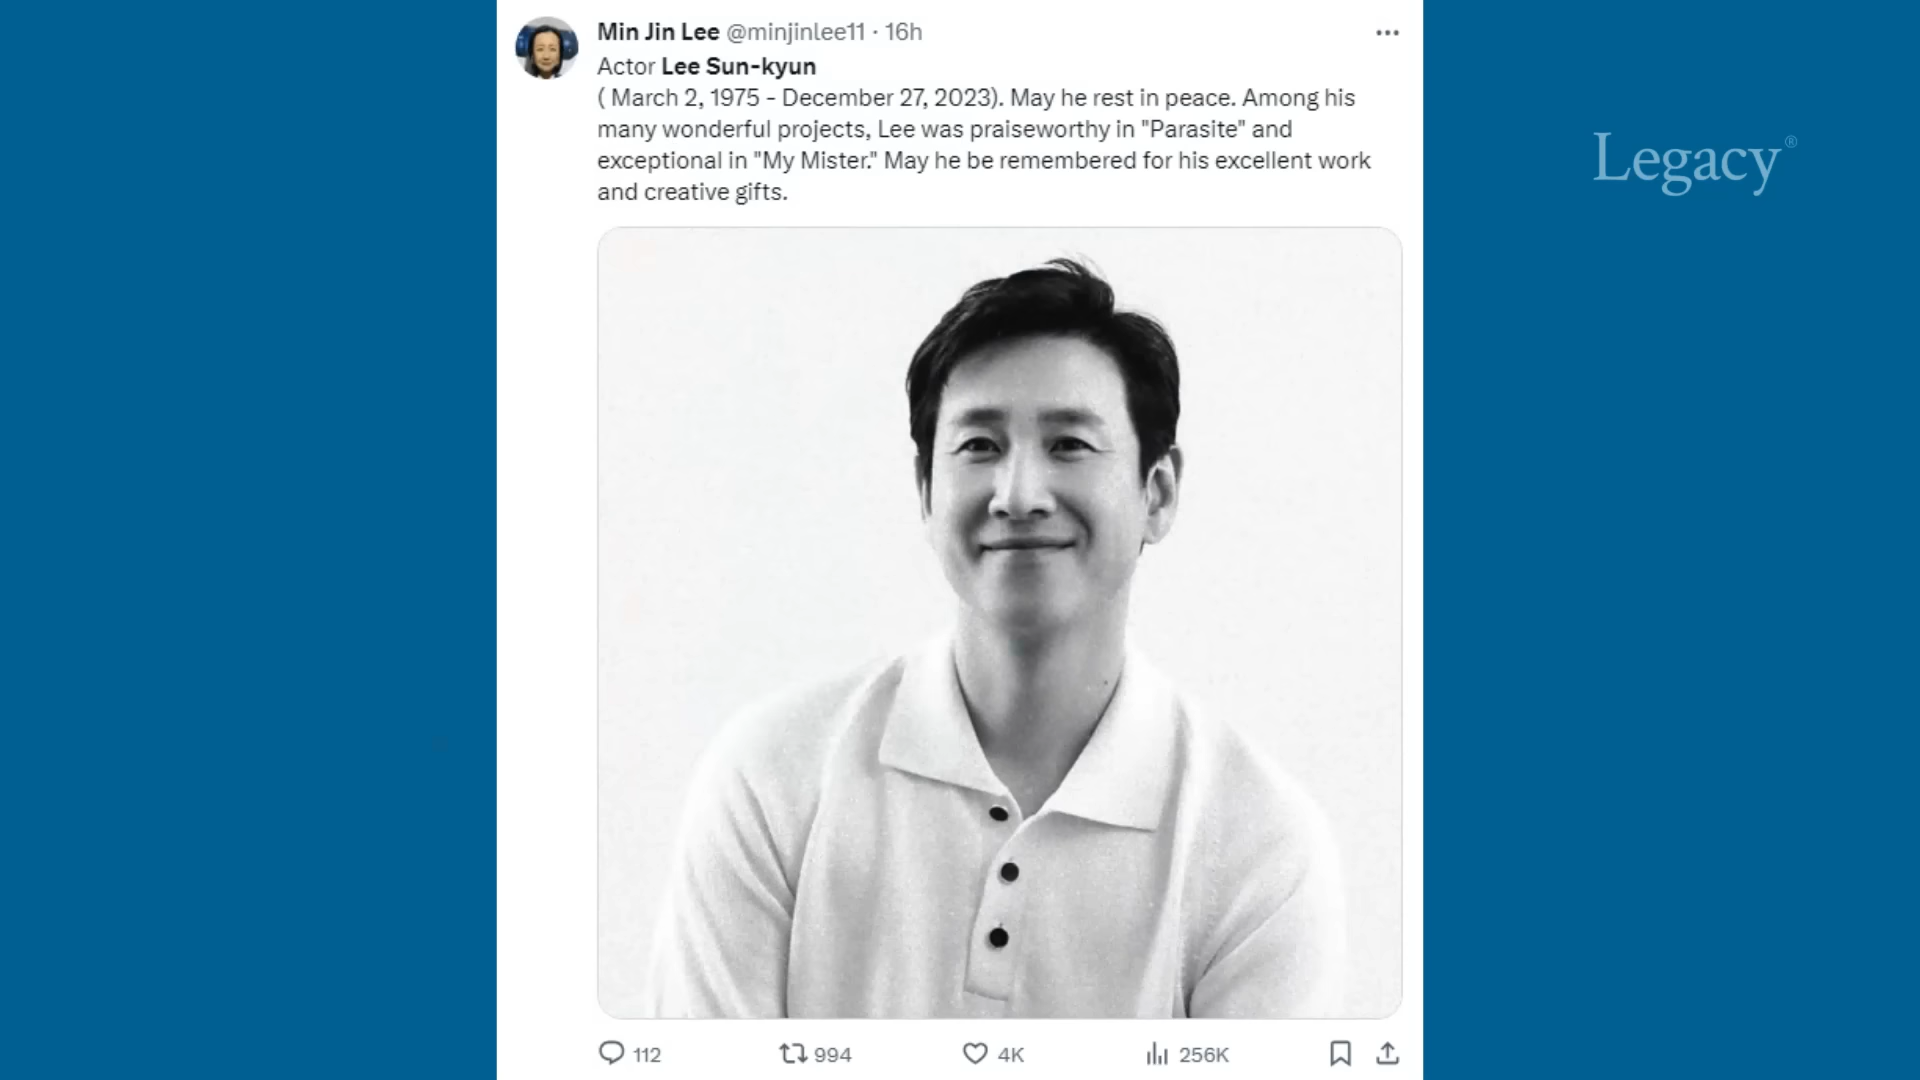 Min Jin Lee @minjinlee11 · 16h
Actor Lee Sun-kyun
( March 2, 1975 - December 27, 2023). May he rest in peace. Among his
many wonderful projects, Lee was praiseworthy in "Parasite" and
exceptional in "My Mister." May he be remembered for his excellent work
and creative gifts.
Legacy®
112 994 4K 256K